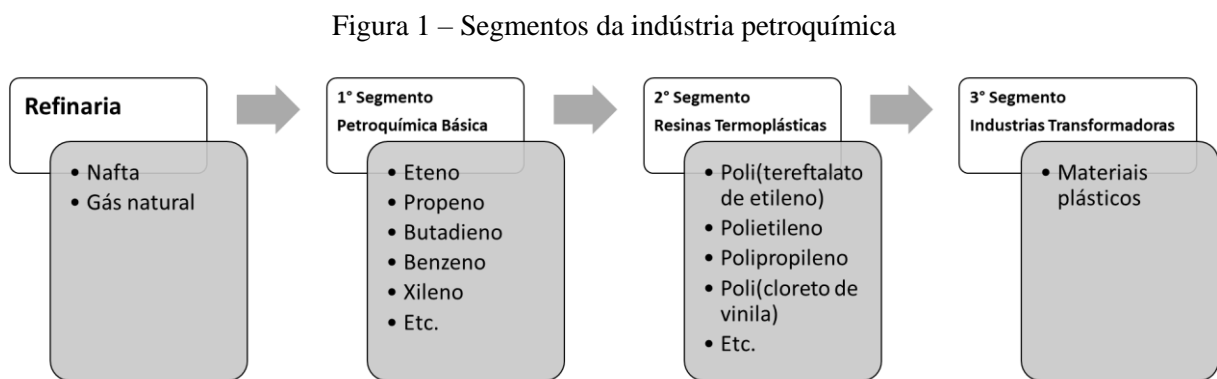 Figura 1 – Segmentos da indústria petroquímica
Refinaria
• Nafta
• Gás natural
1° Segmento
Petroquímica Básica
• Eteno
• Propeno
• Butadieno
• Benzeno
• Xileno
• Etc.
2° Segmento
Resinas Termoplásticas
• Poli(tereftalato
de etileno)
• Polietileno
• Polipropileno
• Poli(cloreto de
vinila)
• Etc.
3° Segmento
Industrias Transformadoras
• Materiais
plásticos